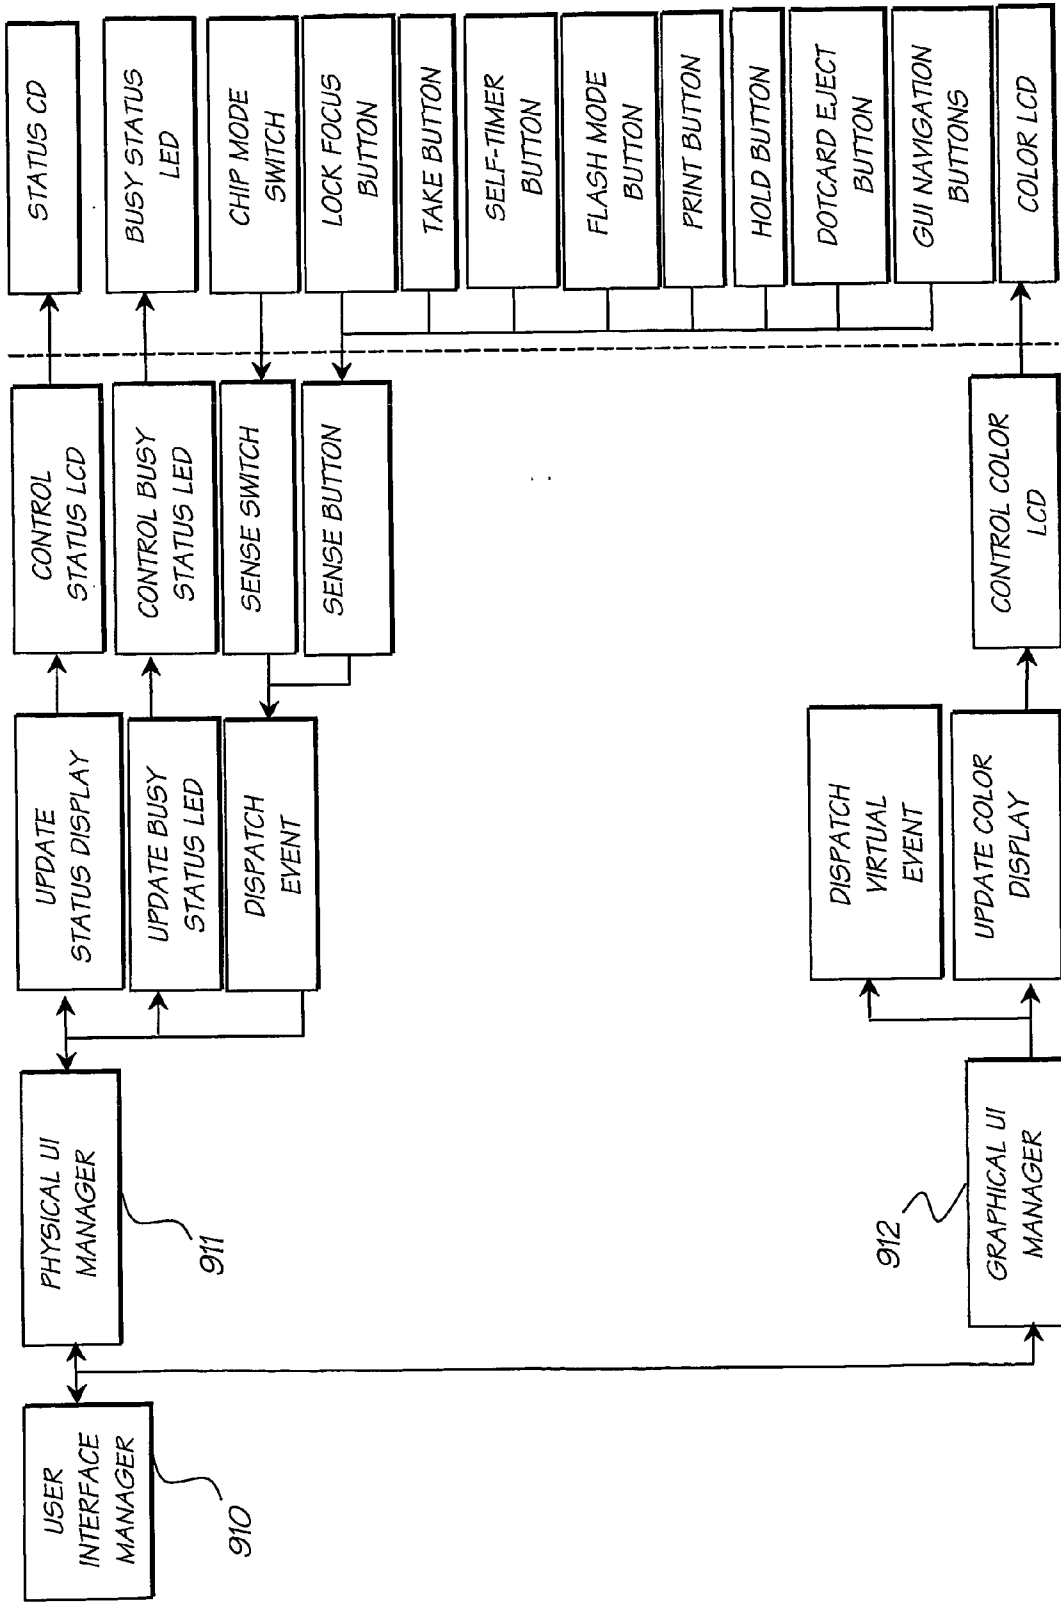 USER
INTERFACE
MANAGER
910
PHYSICAL UI
MANAGER
911
GRAPHICAL UI
MANAGER
912
UPDATE
STATUS DISPLAY
UPDATE BUSY
STATUS LED
DISPATCH
EVENT
DISPATCH
VIRTUAL
EVENT
UPDATE COLOR
DISPLAY
CONTROL
STATUS LCD
CONTROL BUSY
STATUS LED
SENSE SWITCH
SENSE BUTTON
CONTROL COLOR
LCD
STATUS CD
BUSY STATUS
LED
CHIP MODE
SWITCH
LOCK FOCUS
BUTTON
TAKE BUTTON
SELF-TIMER
BUTTON
FLASH MODE
BUTTON
PRINT BUTTON
HOLD BUTTON
DOTCARD EJECT
BUTTON
GUI NAVIGATION
BUTTONS
COLOR LCD